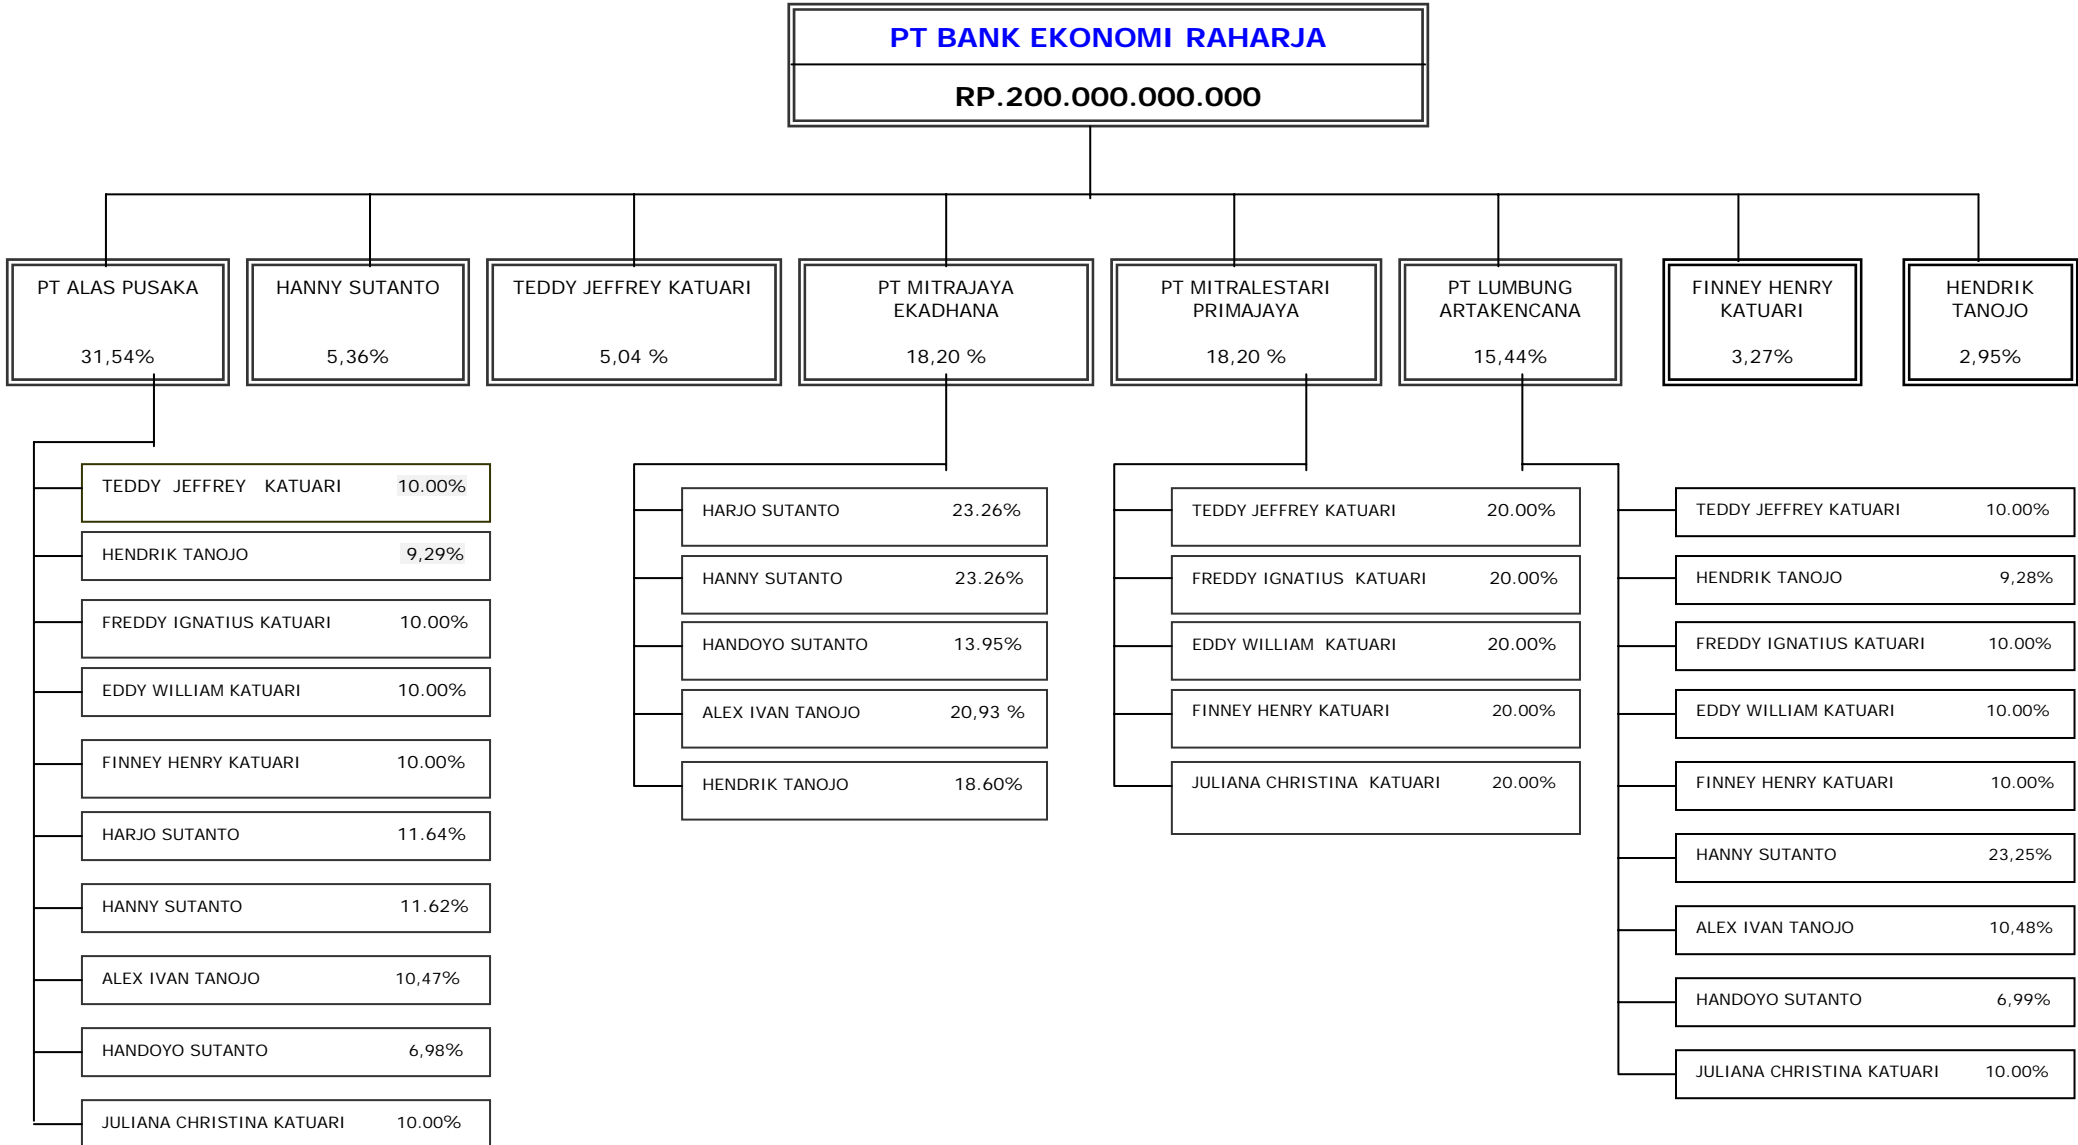 PT BANK EKONOMI RAHARJA
RP.200.000.000.000
PT ALAS PUSAKA
31,54%
HANNY SUTANTO
5,36%
TEDDY JEFFREY KATUARI
5,04 %
PT MITRAJAYA
EKADHANA
18,20 %
PT MITRALESTARI
PRIMAJAYA
18,20 %
PT LUMBUNG
ARTAKENCANA
15,44%
FINNEY HENRY
KATUARI
3,27%
HENDRIK
TANOJO
2,95%
TEDDY JEFFREY KATUARI 10.00%
HENDRIK TANOJO 9,29%
FREDDY IGNATIUS KATUARI 10.00%
EDDY WILLIAM KATUARI 10.00%
FINNEY HENRY KATUARI 10.00%
HARJO SUTANTO 11.64%
HANNY SUTANTO 11.62%
ALEX IVAN TANOJO 10,47%
HANDOYO SUTANTO 6,98%
JULIANA CHRISTINA KATUARI 10.00%
HARJO SUTANTO 23.26%
HANNY SUTANTO 23.26%
HANDOYO SUTANTO 13.95%
ALEX IVAN TANOJO 20,93 %
HENDRIK TANOJO 18.60%
TEDDY JEFFREY KATUARI 20.00%
FREDDY IGNATIUS KATUARI 20.00%
EDDY WILLIAM KATUARI 20.00%
FINNEY HENRY KATUARI 20.00%
JULIANA CHRISTINA KATUARI 20.00%
TEDDY JEFFREY KATUARI 10.00%
HENDRIK TANOJO 9,28%
FREDDY IGNATIUS KATUARI 10.00%
EDDY WILLIAM KATUARI 10.00%
FINNEY HENRY KATUARI 10.00%
HANNY SUTANTO 23,25%
ALEX IVAN TANOJO 10,48%
HANDOYO SUTANTO 6,99%
JULIANA CHRISTINA KATUARI 10.00%